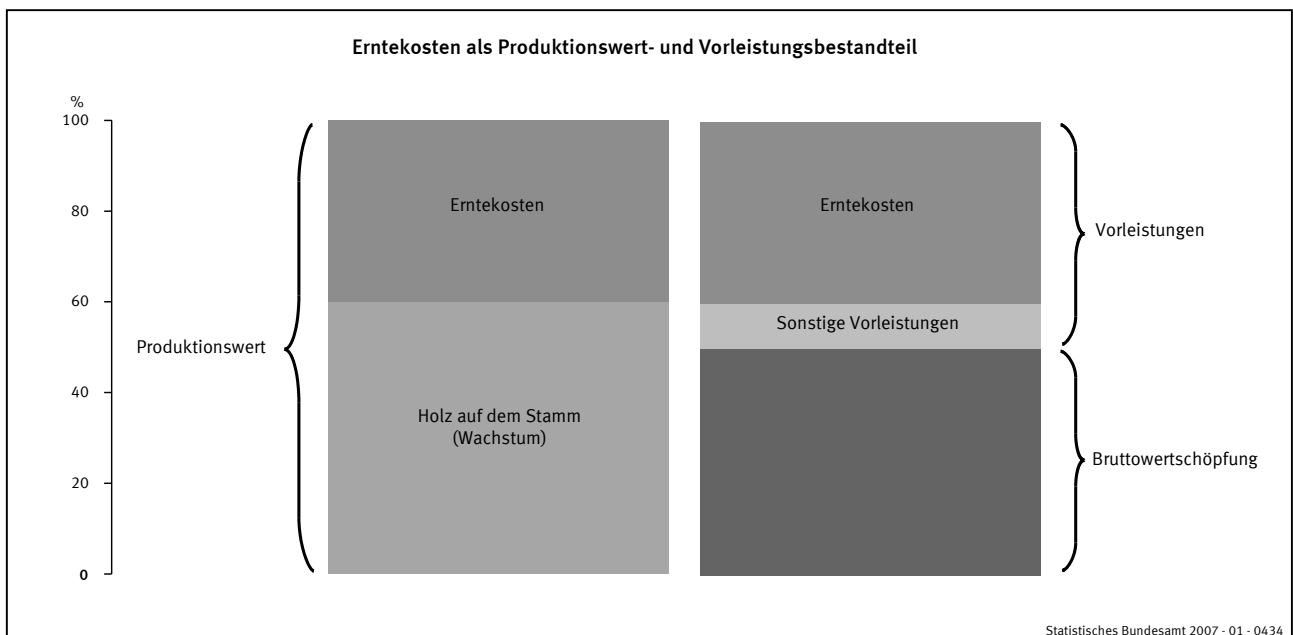 Erntekosten als Produktionswert- und Vorleistungsbestandteil
%
100
80
60
40
20
0
Produktionswert
Erntekosten
Holz auf dem Stamm
(Wachstum)
Erntekosten
Sonstige Vorleistungen
Vorleistungen
Bruttowertschöpfung
Statistisches Bundesamt 2007 - 01 - 0434